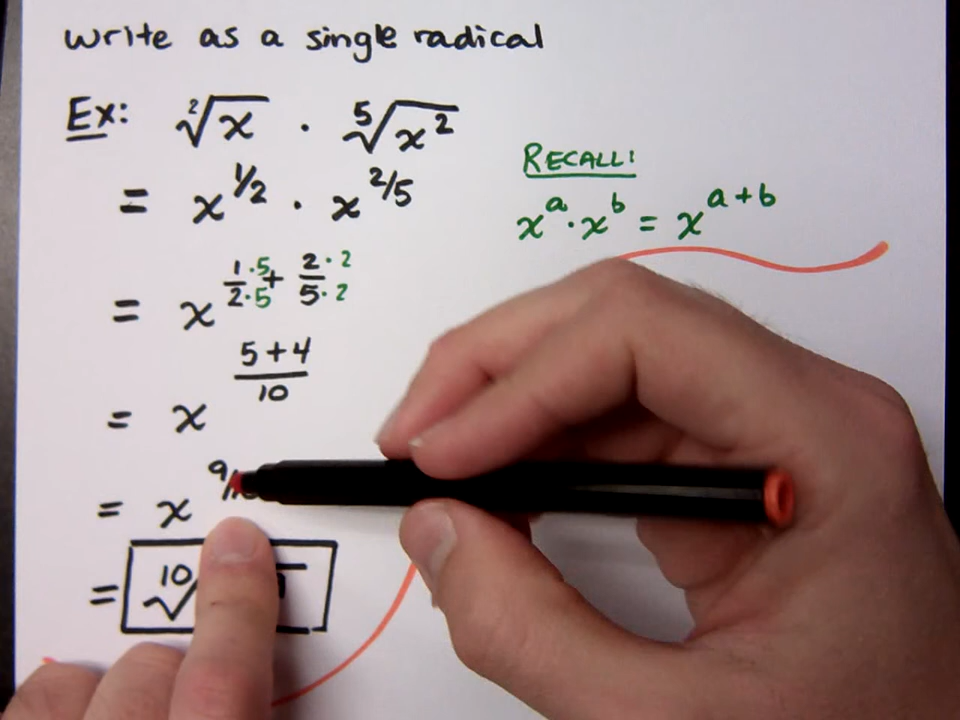 Write as a single radical
Ex: ²√x · ⁵√x²
= x^1/2 · x^2/5
RECALL:
x^a · x^b = x^a+b
= x^(1·5)/(2·5) + (2·2)/(5·2)
= x^(5+4)/10
= x^9/
= ¹⁰√